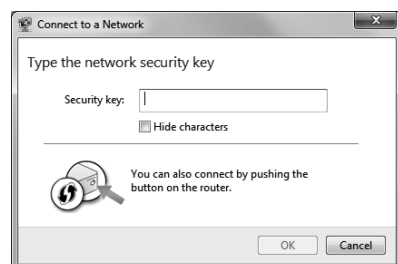 Connect to a Network
Type the network security key
Security key:
Hide characters
You can also connect by pushing the
button on the router.
OK Cancel